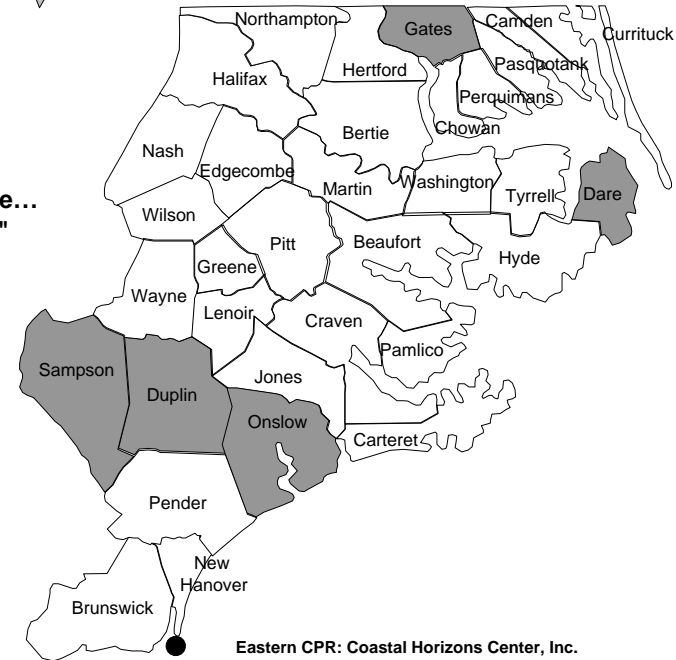 Northampton
Gates
Camden
Currituck
Halifax
Hertford
Pasquotank
Perquimans
Chowan
Bertie
Nash
Edgecombe
Martin
Washington
Tyrrell
Dare
e…
"
Wilson
Pitt
Beaufort
Hyde
Greene
Wayne
Lenoir
Craven
Pamlico
Sampson
Duplin
Jones
Onslow
Carteret
Pender
New
Hanover
Brunswick
Eastern CPR: Coastal Horizons Center, Inc.